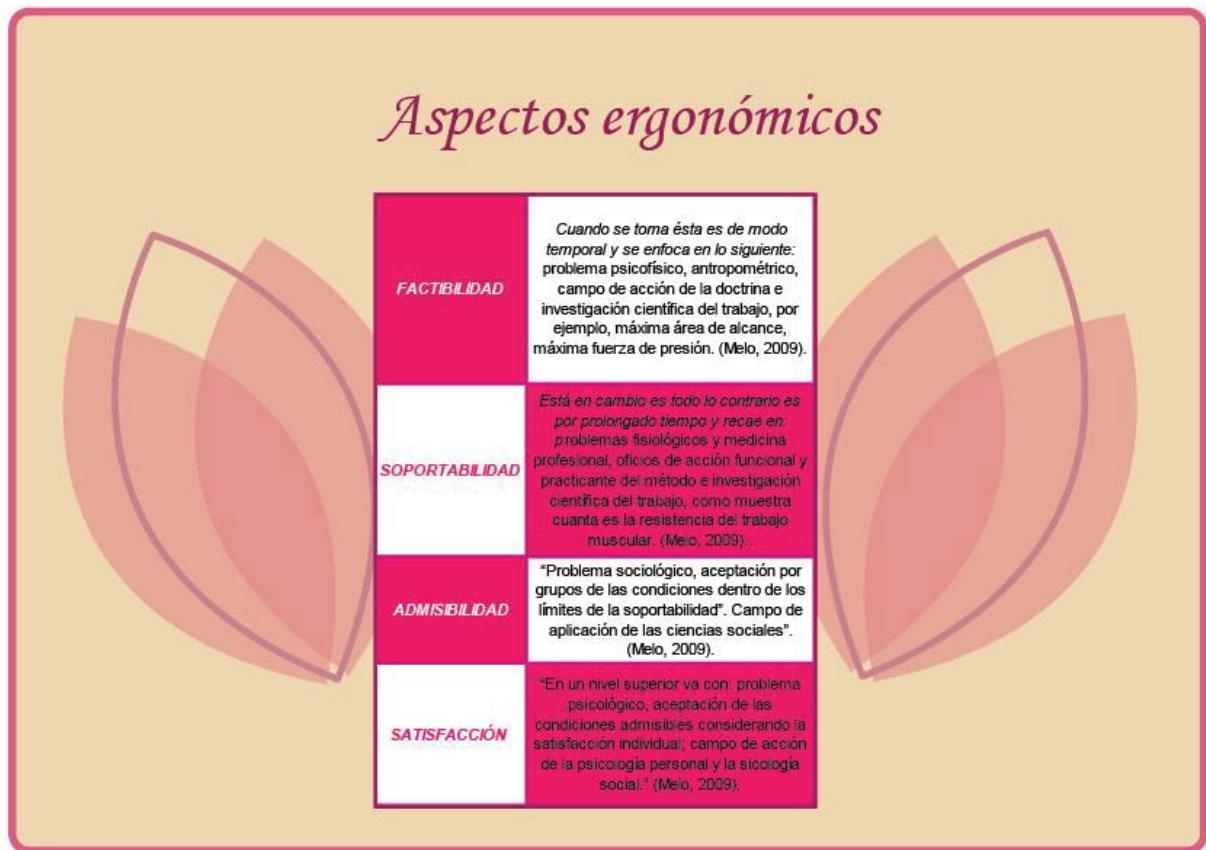 Aspectos ergonómicos
FACTIBILIDAD
Cuando se toma ésta es de modo
temporal y se enfoca en lo siguiente:
problema psicofísico, antropométrico,
campo de acción de la doctrina e
investigación científica del trabajo, por
ejemplo, máxima área de alcance,
máxima fuerza de presión. (Melo, 2009).
SOPORTABILIDAD
Está en cambio es todo lo contrario es
por prolongado tiempo y recae en:
problemas fisiológicos y medicina
profesional, oficios de acción funcional y
practicante del método e investigación
científica del trabajo, como muestra
cuanta es la resistencia del trabajo
muscular. (Melo, 2009)...
ADMISIBILIDAD
“Problema sociológico, aceptación por
grupos de las condiciones dentro de los
límites de la soportabilidad”. Campo de
aplicación de las ciencias sociales”.
(Melo, 2009).
SATISFACCIÓN
“En un nivel superior va con: problema
psicológico, aceptación de las
condiciones admisibles considerando la
satisfacción individual; campo de acción
de la psicología personal y la sicología
social.” (Melo, 2009).